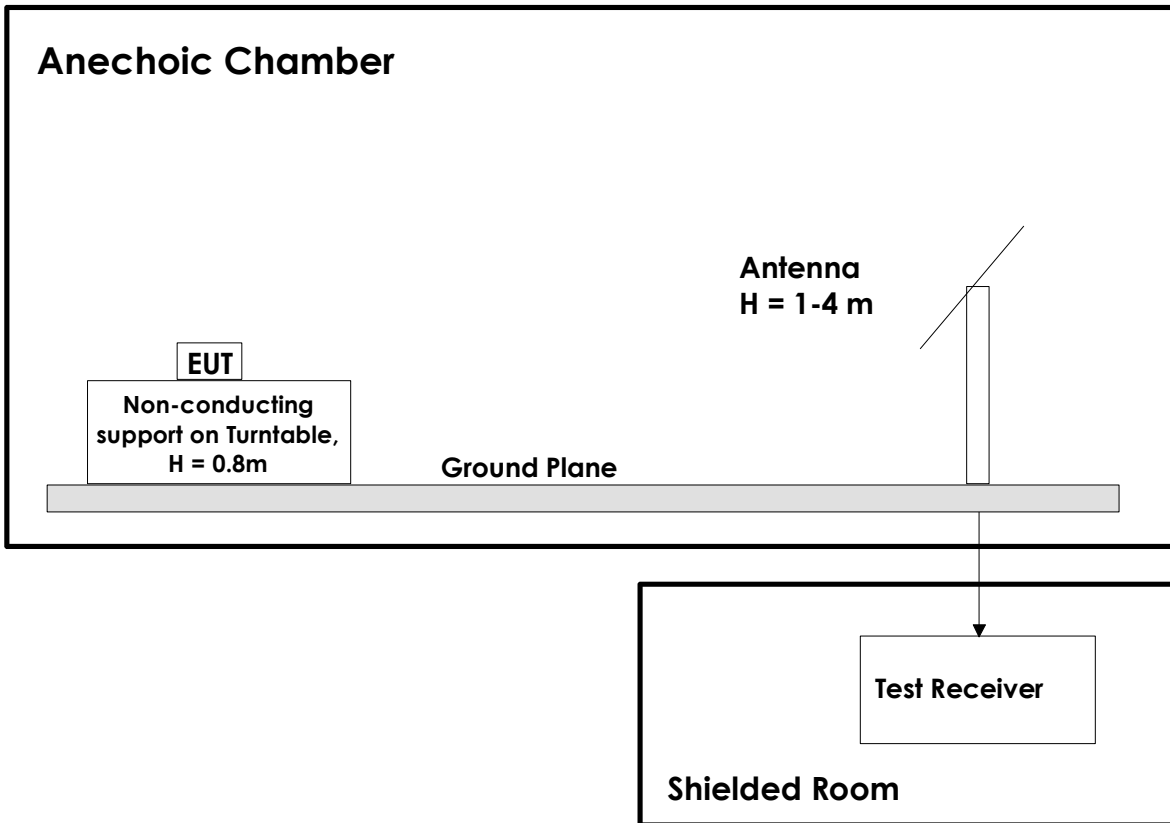 Anechoic Chamber
Antenna
H = 1-4 m
EUT
Non-conducting
support on Turntable,
H = 0.8m
Ground Plane
Test Receiver
Shielded Room